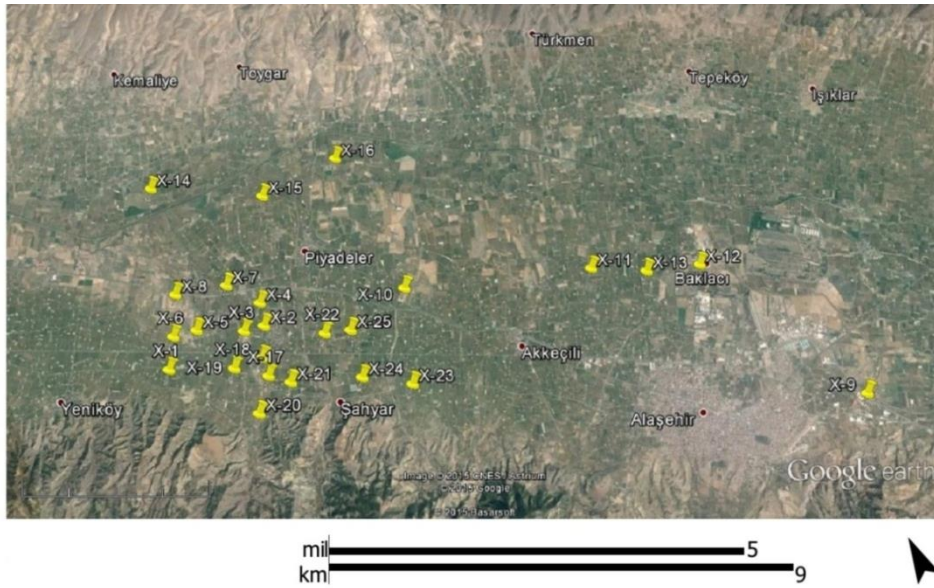 Türkmen
Kemaliye
Toygar
Tepeköy
Işıklar
X-16
X-14
X-15
Piyadeler
X-11
X-13
X-12
Baklacı
X-8
X-7
X-4
X-10
X-6
X-5
X-3
X-2
X-22
X-25
X-1
X-19
X-18
X-17
X-21
X-24
X-23
Akkeçili
X-9
Yeniköy
X-20
Şahyar
Alaşehir
Google earth
© 2015 Google
mil
5
km
9